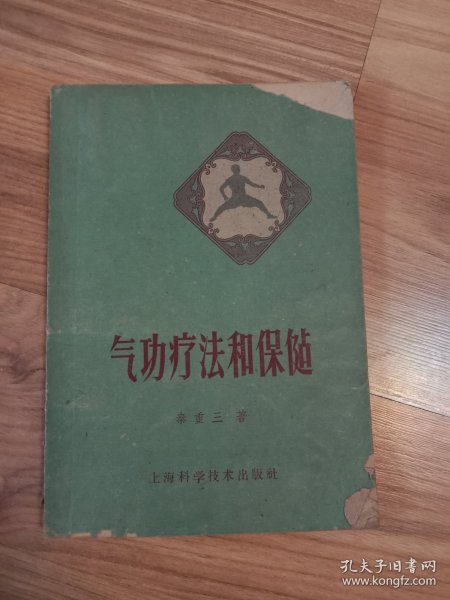 气功疗法和保健
秦重三 著
上海科学技术出版社
孔夫子旧书网
www.kongfz.com